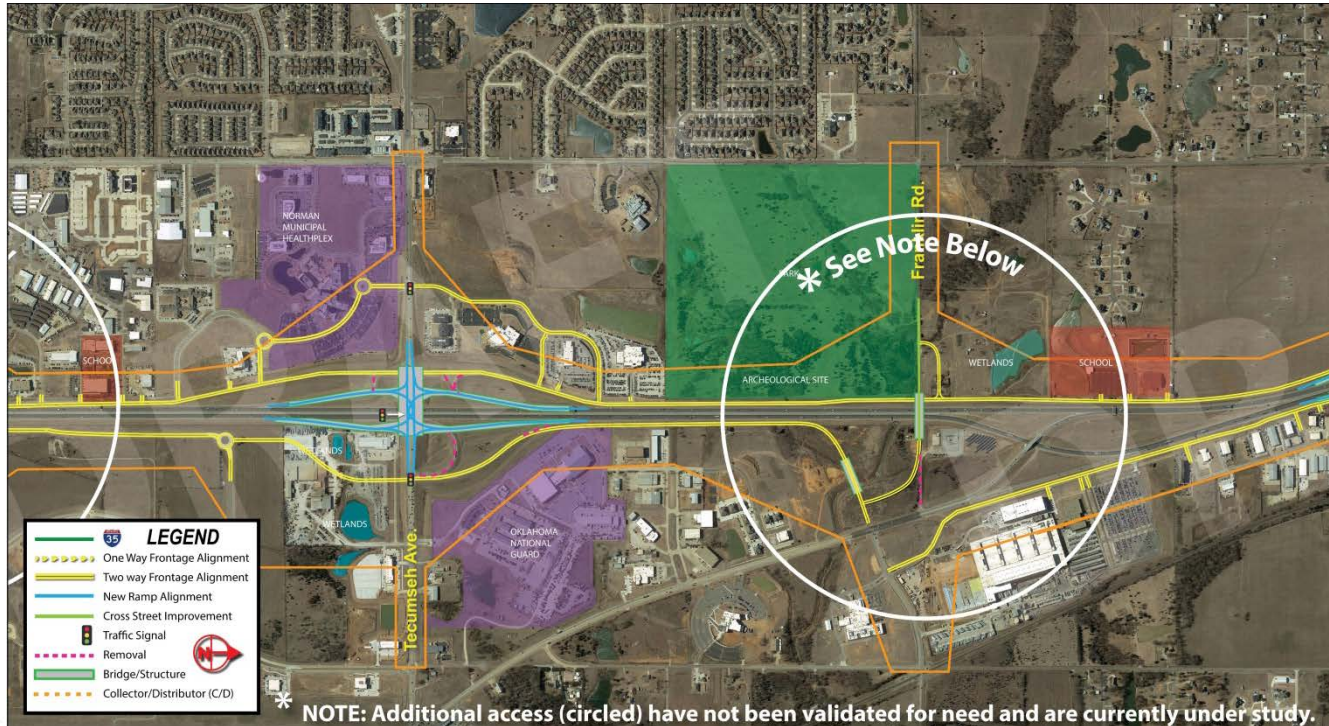 NORMAN
MUNICIPAL
HEALTHPLEX
SCHOOL
WETLANDS
WETLANDS
Tecumseh Ave.
OKLAHOMA
NATIONAL
GUARD
PARK
ARCHEOLOGICAL SITE
Franklin Rd.
* See Note Below
WETLANDS
SCHOOL
LEGEND
35
One Way Frontage Alignment
Two way Frontage Alignment
New Ramp Alignment
Cross Street Improvement
Traffic Signal
Removal
Bridge/Structure
Collector/Distributor (C/D)
N
* NOTE: Additional access (circled) have not been validated for need and are currently under study.